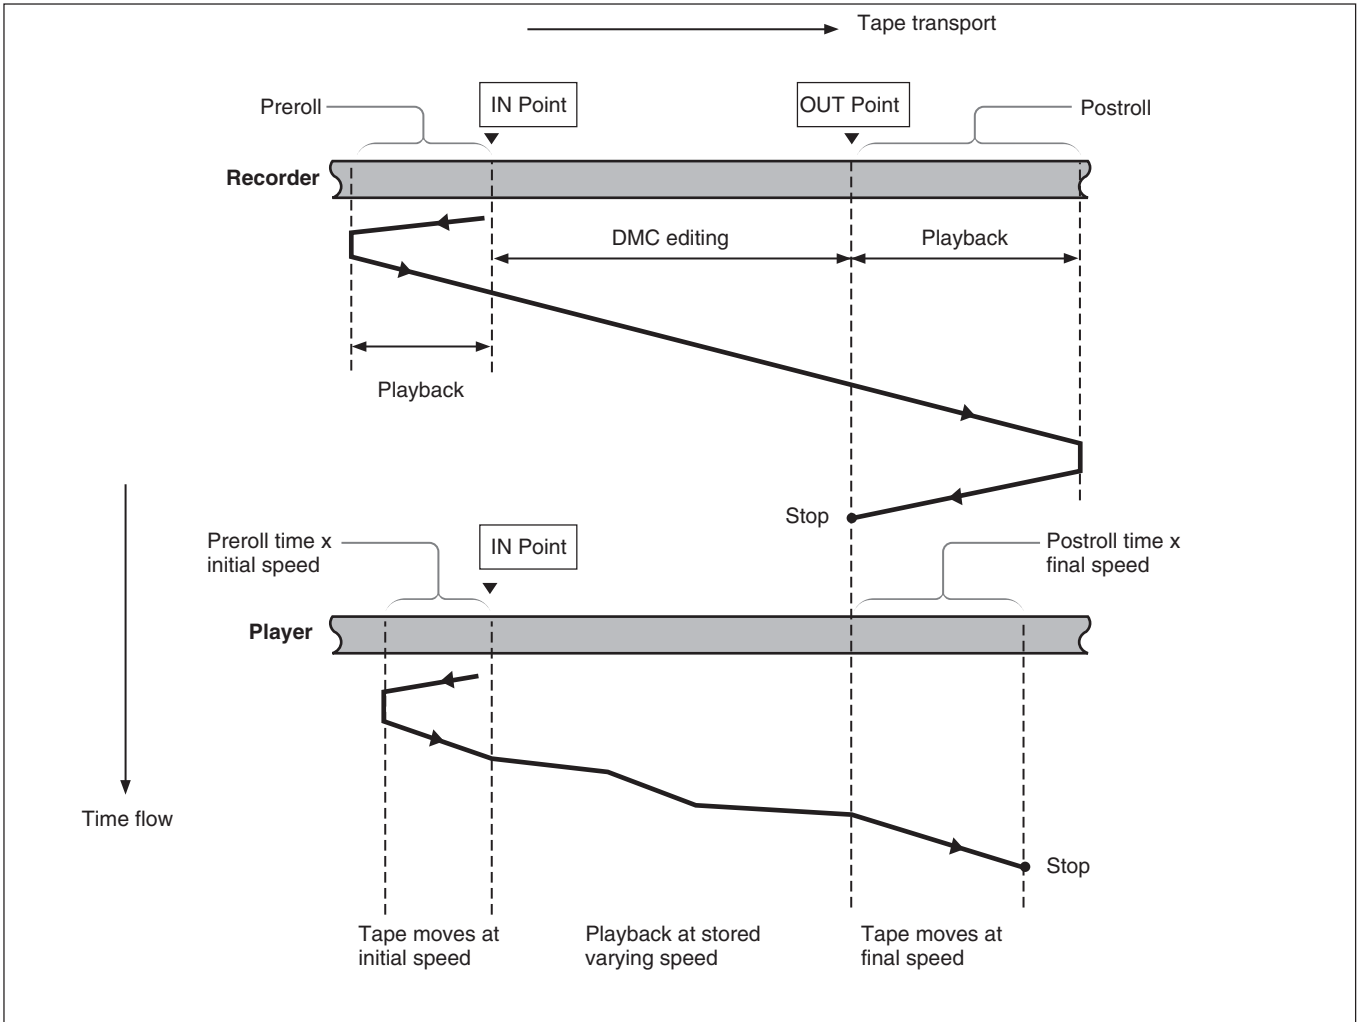 Tape transport
Preroll
IN Point
OUT Point
Postroll
Recorder
DMC editing
Playback
Playback
Stop
Preroll time x
initial speed
IN Point
Postroll time x
final speed
Player
Time flow
Stop
Tape moves at
initial speed
Playback at stored
varying speed
Tape moves at
final speed